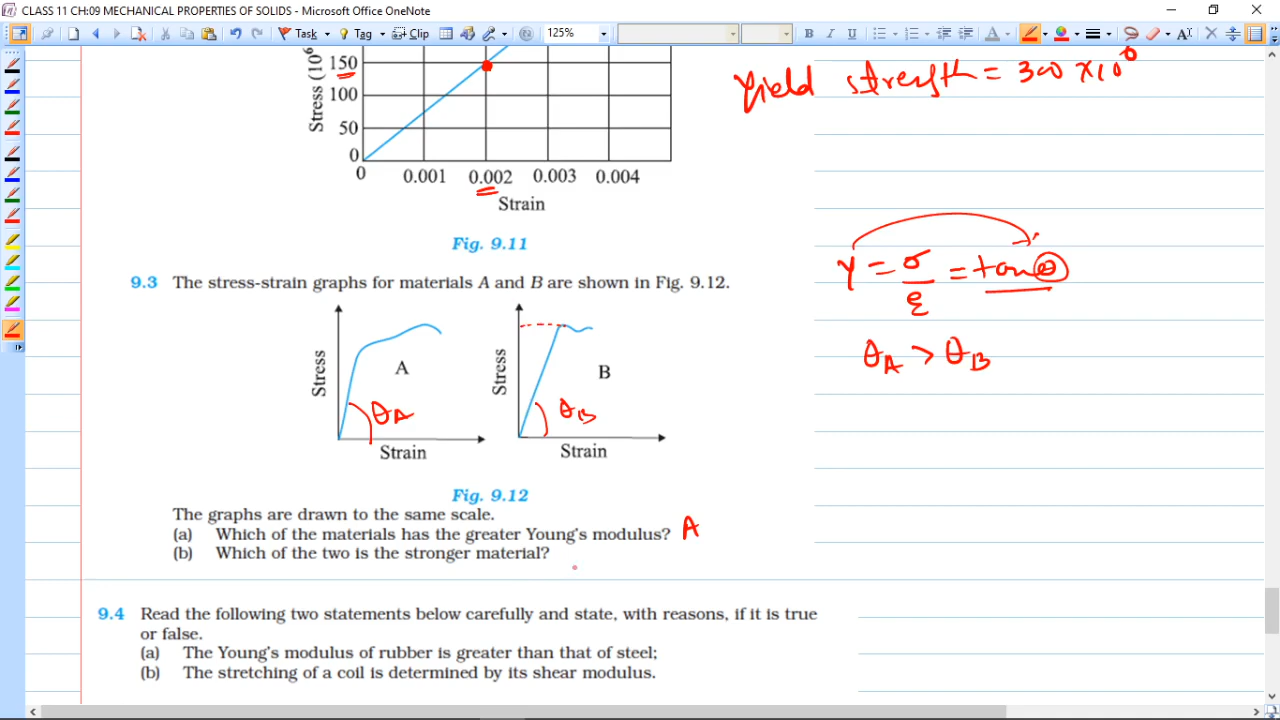 CLASS 11 CH:09 MECHANICAL PROPERTIES OF SOLIDS - Microsoft Office OneNote
Task Tag Clip 125% B I U
Stress (10⁶
150
100
50
0
0 0.001 0.002 0.003 0.004
Strain
Fig. 9.11
Yield strength = 300 × 10
9.3 The stress-strain graphs for materials A and B are shown in Fig. 9.12.
Y = σ/ε = tan θ
θA > θB
Stress
A
θA
Strain
Stress
B
θB
Strain
Fig. 9.12
The graphs are drawn to the same scale.
(a) Which of the materials has the greater Young's modulus? A
(b) Which of the two is the stronger material?
9.4 Read the following two statements below carefully and state, with reasons, if it is true
or false.
(a) The Young's modulus of rubber is greater than that of steel;
(b) The stretching of a coil is determined by its shear modulus.